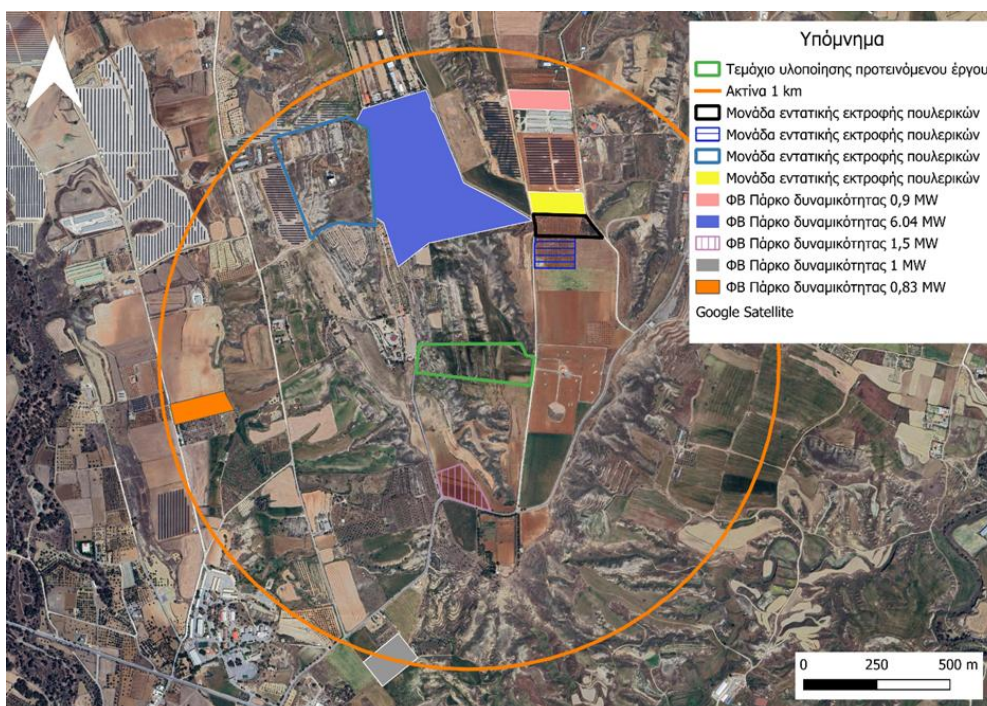 Υπόμνημα
Τεμάχιο υλοποίησης προτεινόμενου έργου
Ακτίνα 1 km
Μονάδα εντατικής εκτροφής πουλερικών
Μονάδα εντατικής εκτροφής πουλερικών
Μονάδα εντατικής εκτροφής πουλερικών
Μονάδα εντατικής εκτροφής πουλερικών
ΦΒ Πάρκο δυναμικότητας 0,9 MW
ΦΒ Πάρκο δυναμικότητας 6.04 MW
ΦΒ Πάρκο δυναμικότητας 1,5 MW
ΦΒ Πάρκο δυναμικότητας 1 MW
ΦΒ Πάρκο δυναμικότητας 0,83 MW
Google Satellite
0 250 500 m